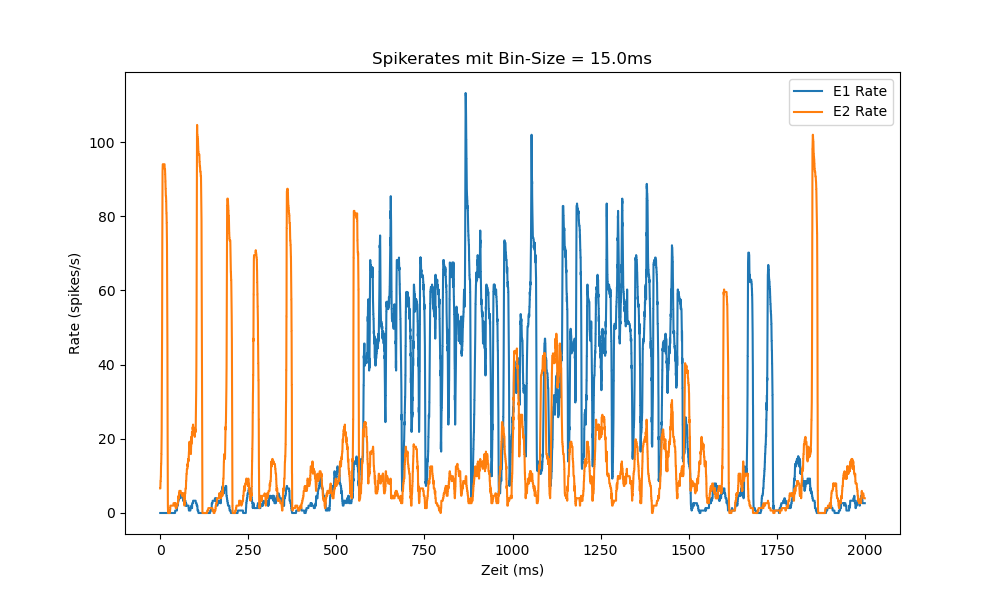 Spikerates mit Bin-Size = 15.0ms
E1 Rate
E2 Rate
100
80
60
40
20
0
Rate (spikes/s)
0 250 500 750 1000 1250 1500 1750 2000
Zeit (ms)